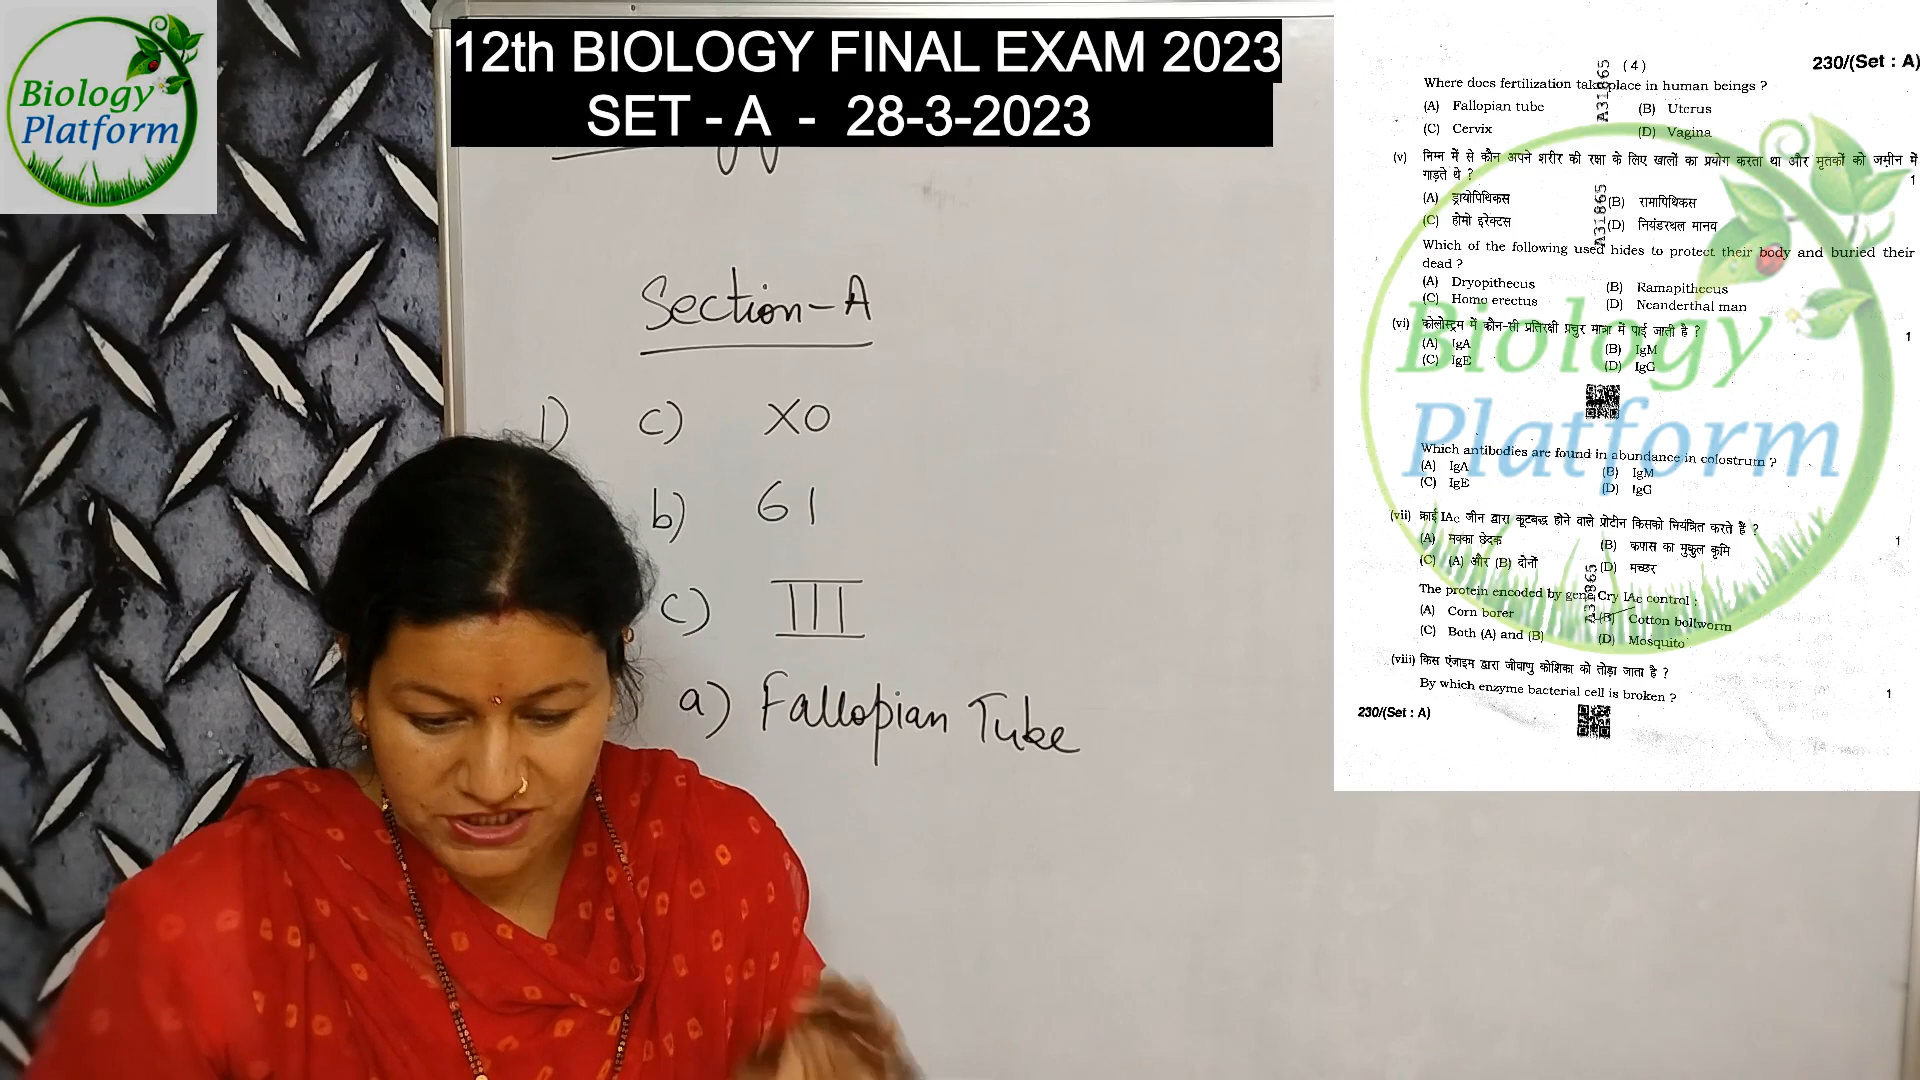 Biology
Platform
12th BIOLOGY FINAL EXAM 2023
SET - A - 28-3-2023
Section-A
1) c) XO
b) 61
c) III
a) Fallopian Tube
( 4 )
230/(Set : A)
Where does fertilization take place in human beings ?
(A) Fallopian tube (B) Uterus
(C) Cervix (D) Vagina
A31865
(v) निम्न में से कौन अपने शरीर की रक्षा के लिए खालों का प्रयोग करता था और मृतकों को जमीन में
गाड़ते थे ? 1
(A) ड्रायोपिथिकस (B) रामापिथिकस
(C) होमो इरेक्टस (D) नियंडरथल मानव
A31865
Which of the following used hides to protect their body and buried their
dead ?
(A) Dryopithecus (B) Ramapithecus
(C) Homo erectus (D) Neanderthal man
(vi) कोलोस्ट्रम में कौन-सी प्रतिरक्षी प्रचुर मात्रा में पाई जाती है ? 1
(A) IgA (B) IgM
(C) IgE (D) IgG
Biology
Platform
Which antibodies are found in abundance in colostrum ?
(A) IgA (B) IgM
(C) IgE (D) IgG
(vii) क्राई IAc जीन द्वारा कूटबद्ध होने वाले प्रोटीन किसको नियंत्रित करते हैं ? 1
(A) मक्का छेदक (B) कपास का मुकुल कृमि
(C) (A) और (B) दोनों (D) मच्छर
A31865
The protein encoded by gene Cry IAc control :
(A) Corn borer (B) Cotton bollworm
(C) Both (A) and (B) (D) Mosquito
(viii) किस एंजाइम द्वारा जीवाणु कोशिका को तोड़ा जाता है ?
By which enzyme bacterial cell is broken ? 1
230/(Set : A)